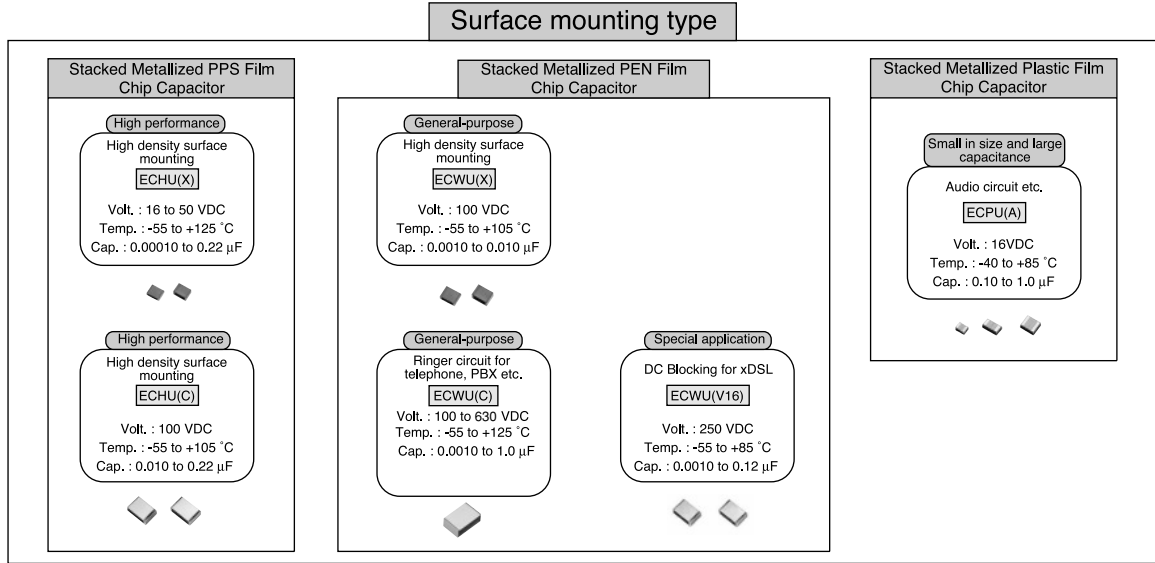 Surface mounting type
Stacked Metallized PPS Film
Chip Capacitor
High performance
High density surface
mounting
ECHU(X)
Volt. : 16 to 50 VDC
Temp. : -55 to +125 ˚C
Cap. : 0.00010 to 0.22 µF
High performance
High density surface
mounting
ECHU(C)
Volt. : 100 VDC
Temp. : -55 to +105 ˚C
Cap. : 0.010 to 0.22 µF
Stacked Metallized PEN Film
Chip Capacitor
General-purpose
High density surface
mounting
ECWU(X)
Volt. : 100 VDC
Temp. : -55 to +105 ˚C
Cap. : 0.0010 to 0.010 µF
General-purpose
Ringer circuit for
telephone, PBX etc.
ECWU(C)
Volt. : 100 to 630 VDC
Temp. : -55 to +125 ˚C
Cap. : 0.0010 to 1.0 µF
Special application
DC Blocking for xDSL
ECWU(V16)
Volt. : 250 VDC
Temp. : -55 to +85 ˚C
Cap. : 0.0010 to 0.12 µF
Stacked Metallized Plastic Film
Chip Capacitor
Small in size and large
capacitance
Audio circuit etc.
ECPU(A)
Volt. : 16VDC
Temp. : -40 to +85 ˚C
Cap. : 0.10 to 1.0 µF